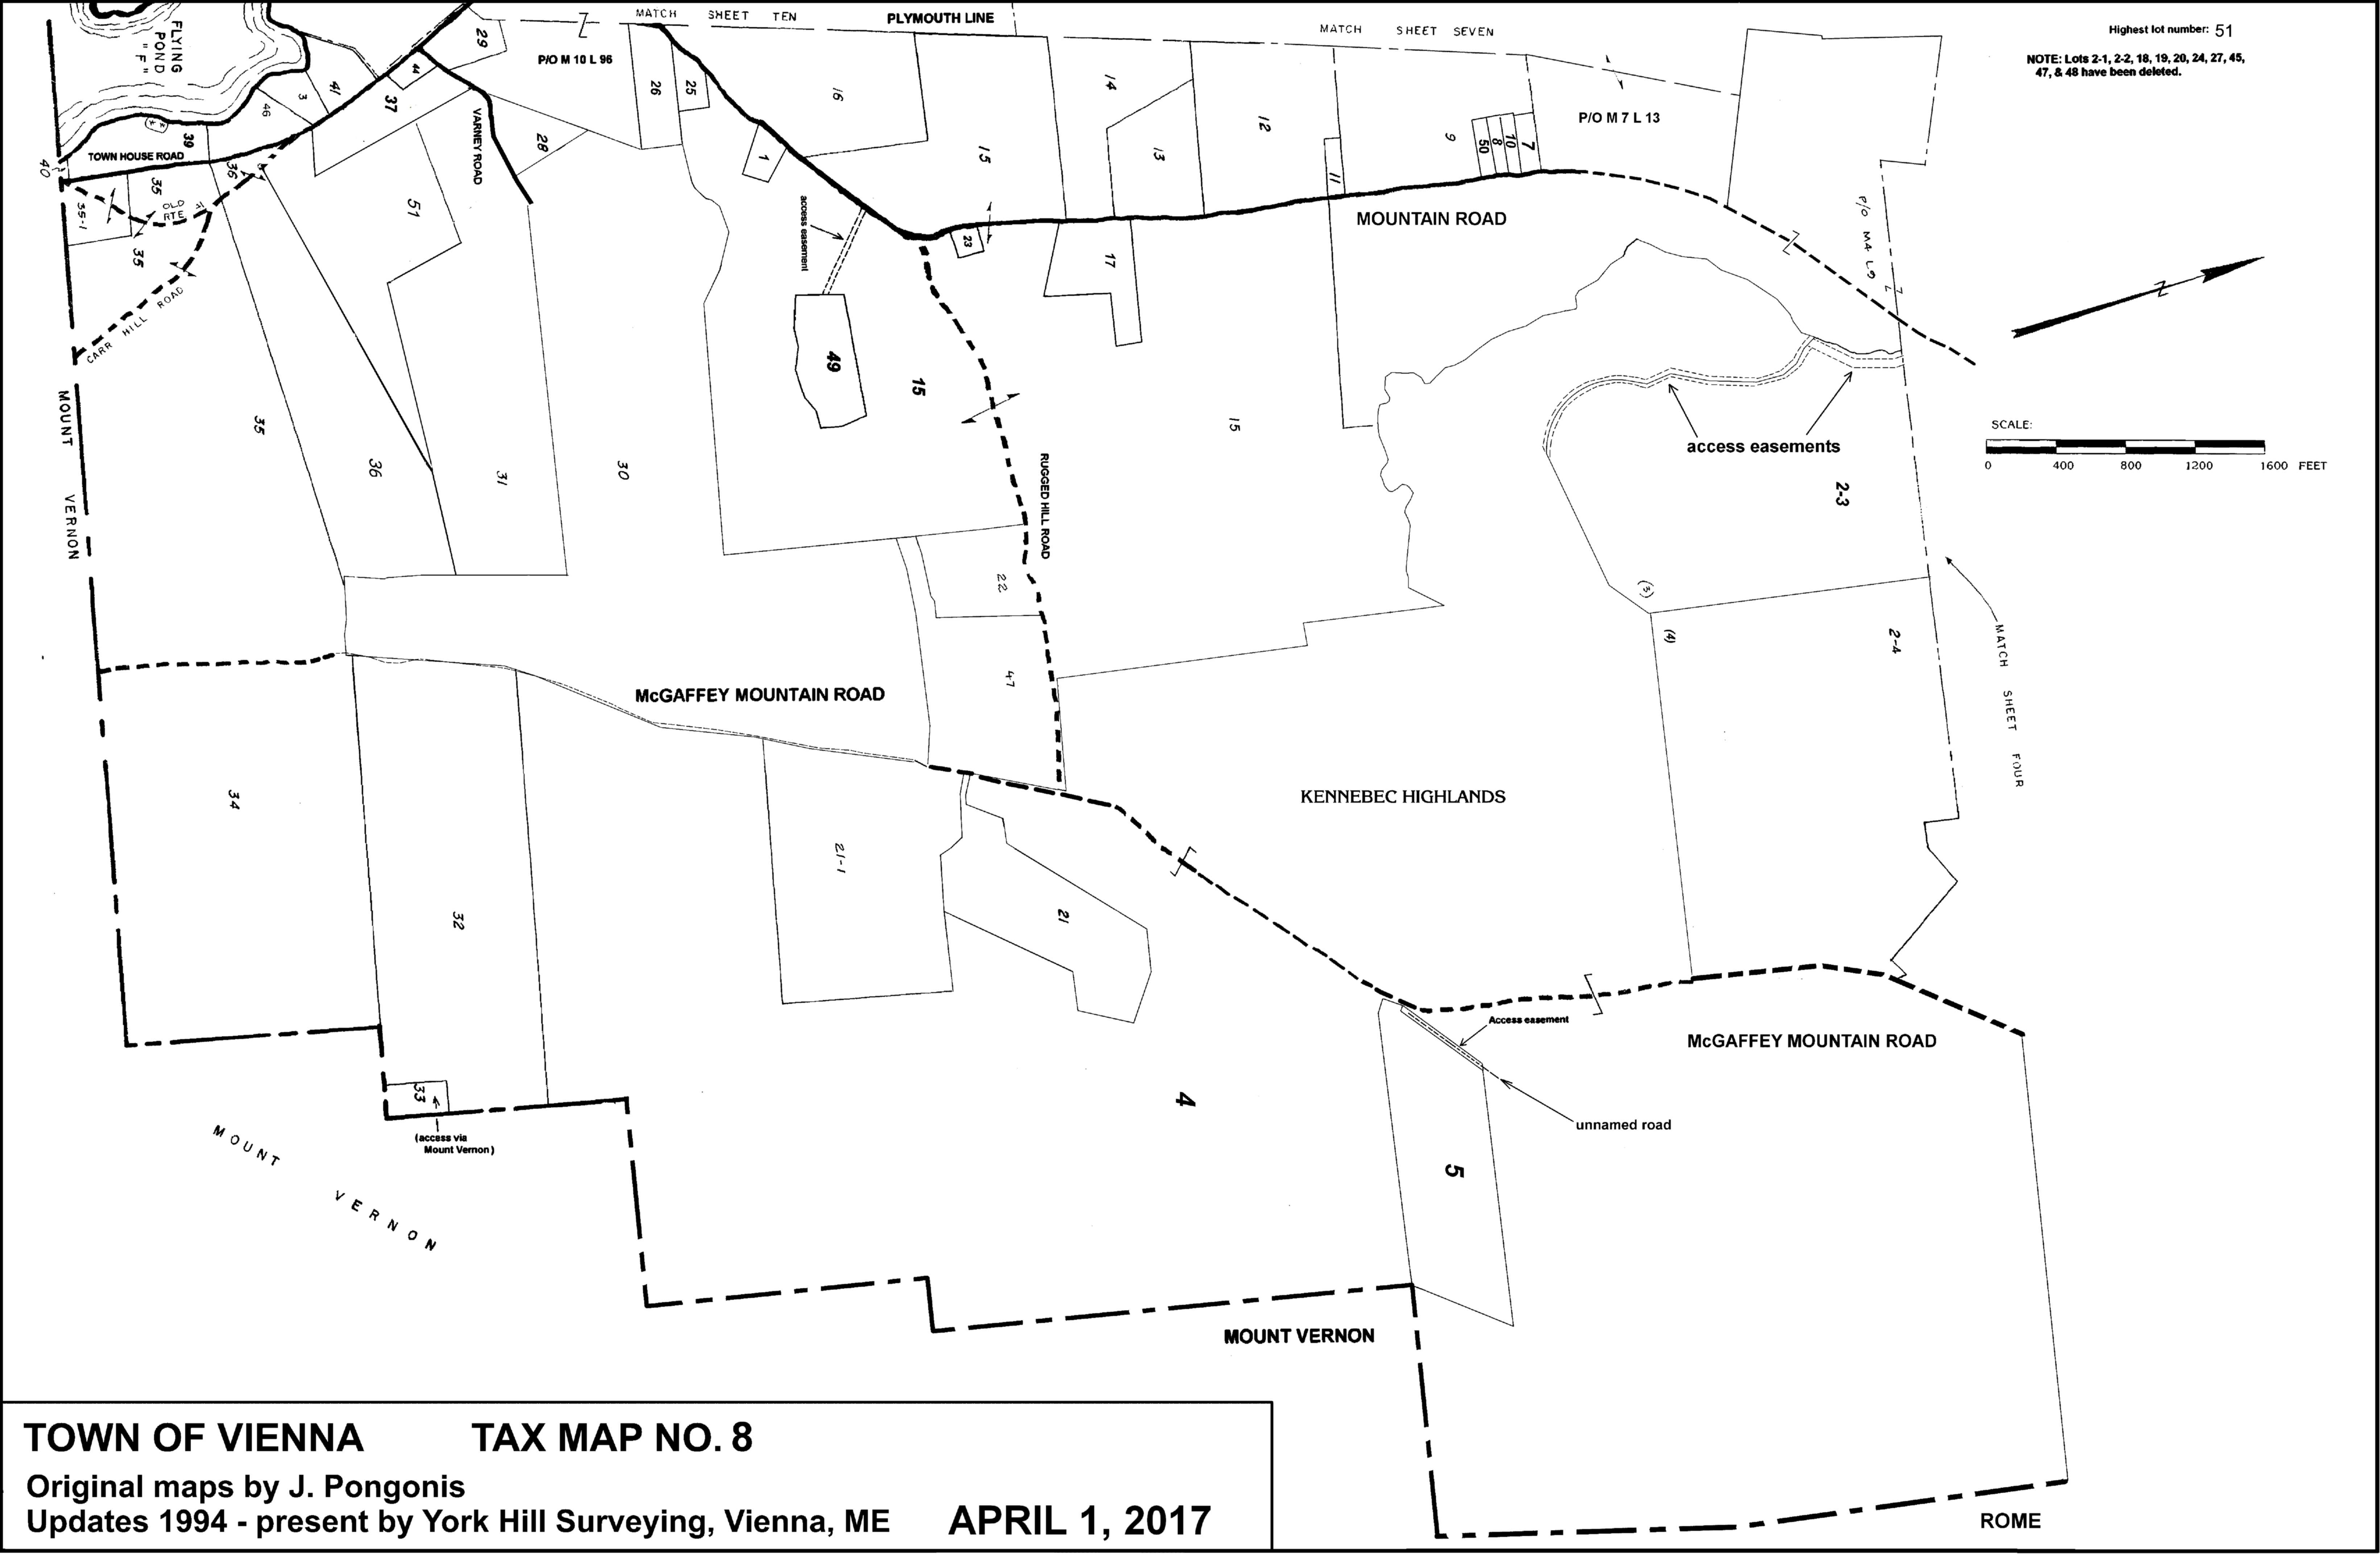 MATCH SHEET TEN
PLYMOUTH LINE
MATCH SHEET SEVEN
Highest lot number: 51
NOTE: Lots 2-1, 2-2, 18, 19, 20, 24, 27, 45,
47, & 48 have been deleted.
FLYING
POND
"F"
P/O M 10 L 96
P/O M 7 L 13
P/O M4 L9
29
44
41
3
46
37
39
36
40
TOWN HOUSE ROAD
VARNEY ROAD
28
26
25
16
1
15
14
13
12
11
9
50
8
10
7
35
OLD
RTE
35-1
35
CARR HILL ROAD
51
access easement
23
17
MOUNTAIN ROAD
N
49
15
15
RUGGED HILL ROAD
access easements
2-3
SCALE:
0 400 800 1200 1600 FEET
MOUNT VERNON
35
36
31
30
22
47
(3)
(4)
2-4
MATCH SHEET FOUR
McGAFFEY MOUNTAIN ROAD
KENNEBEC HIGHLANDS
34
32
21-1
21
33
(access via
Mount Vernon)
4
5
Access easement
McGAFFEY MOUNTAIN ROAD
unnamed road
MOUNT VERNON
MOUNT VERNON
ROME
TOWN OF VIENNA TAX MAP NO. 8
Original maps by J. Pongonis
Updates 1994 - present by York Hill Surveying, Vienna, ME APRIL 1, 2017